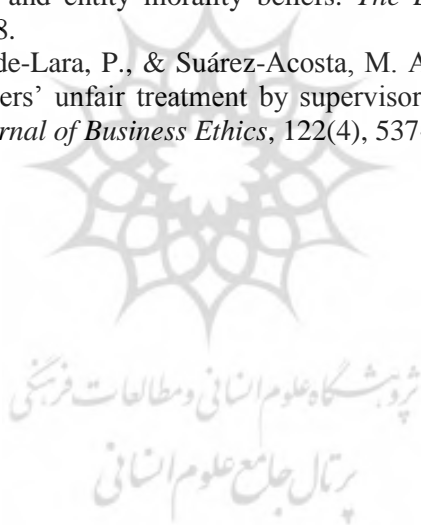 and entity morality beliefs. The
8.
de-Lara, P., & Suárez-Acosta, M. A
ers’ unfair treatment by supervisor
rnal of Business Ethics, 122(4), 537
پژوهشگاه علوم انسانی و مطالعات فرهنگی
پرتال جامع علوم انسانی